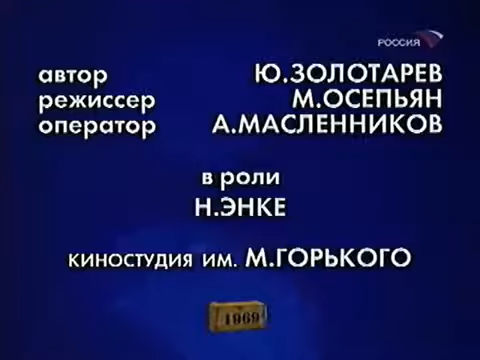 РОССИЯ
автор Ю.ЗОЛОТАРЕВ
режиссер М.ОСЕПЬЯН
оператор А.МАСЛЕННИКОВ
в роли
Н.ЭНКЕ
КИНОСТУДИЯ ИМ. М.ГОРЬКОГО
1969